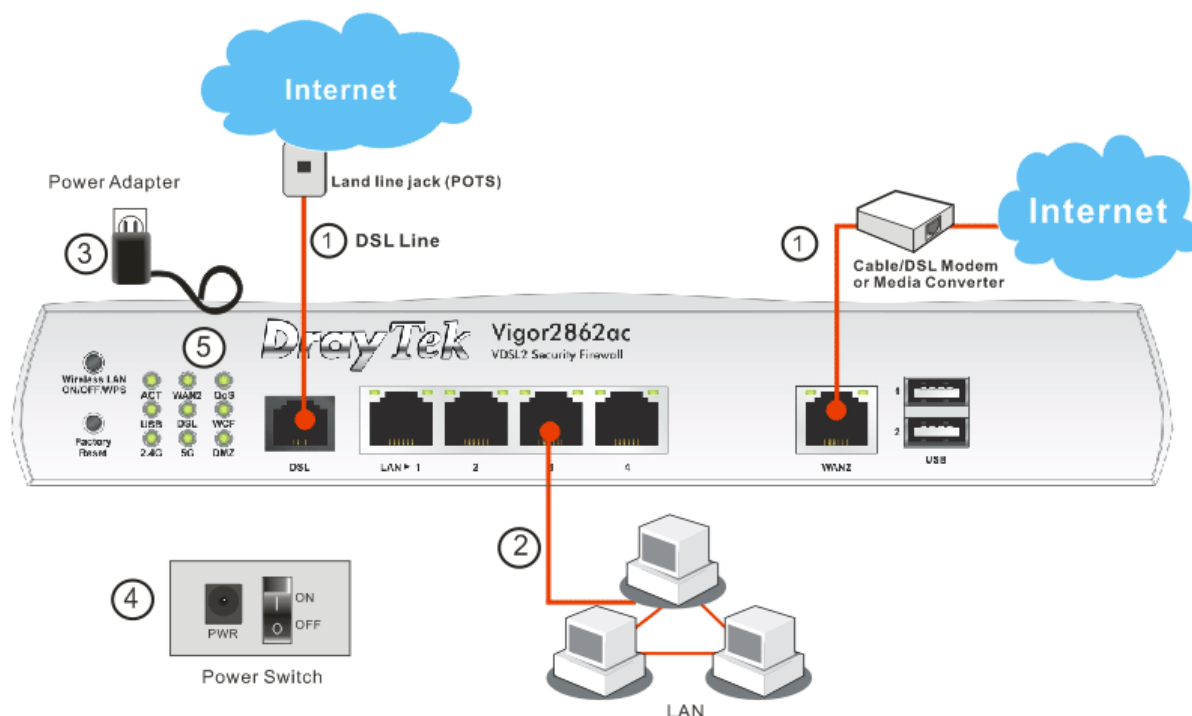 Internet
Land line jack (POTS)
Power Adapter
3
1 DSL Line
1
Cable/DSL Modem
or Media Converter
Internet
5
DrayTek
Vigor2862ac
VDSL2 Security Firewall
Wireless LAN
ON/OFF/WPS
Factory
Reset
ACT WAN2 QoS
USB DSL WCF
2.4G 5G DMZ
DSL
LAN ▶ 1 2 3 4
WAN2
1
2
USB
2
4
PWR
ON
I
O OFF
Power Switch
LAN